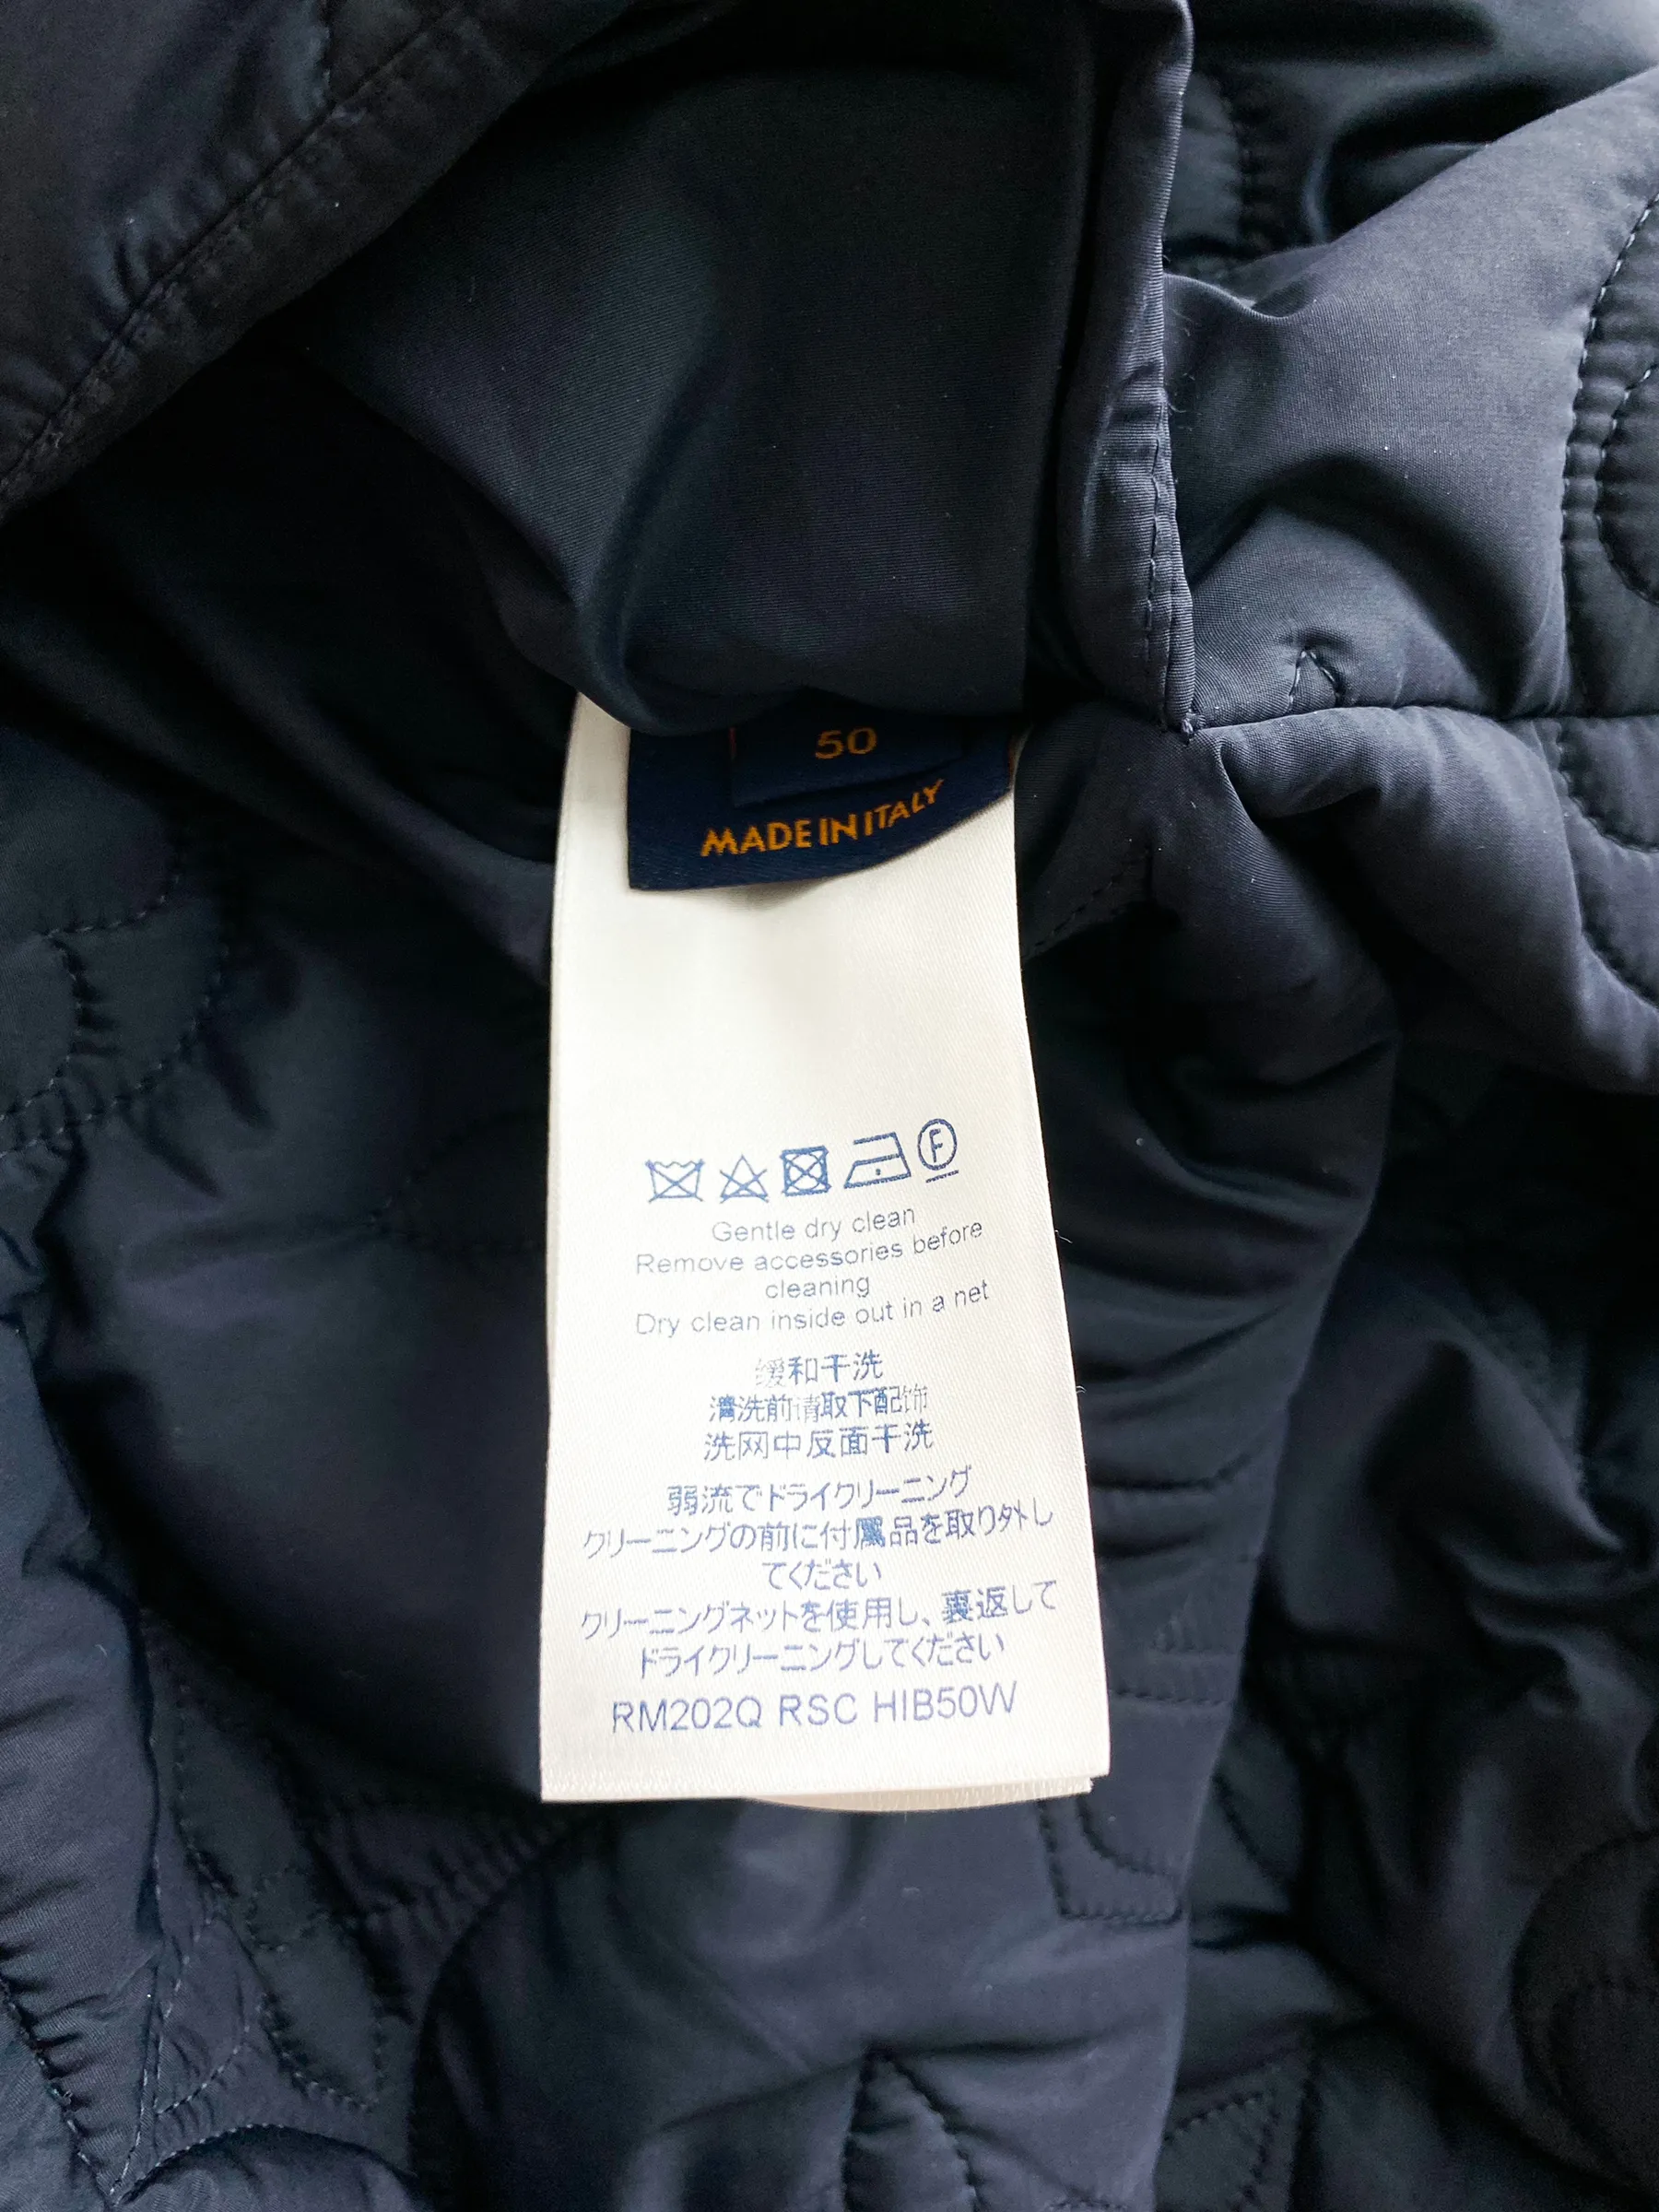 50
MADE IN ITALY
F
Gentle dry clean
Remove accessories before
cleaning
Dry clean inside out in a net
缓和干洗
清洗前请取下配饰
洗网中反面干洗
弱流でドライクリーニング
クリーニングの前に付属品を取り外し
てください
クリーニングネットを使用し、裏返して
ドライクリーニングしてください
RM202Q RSC HIB50W